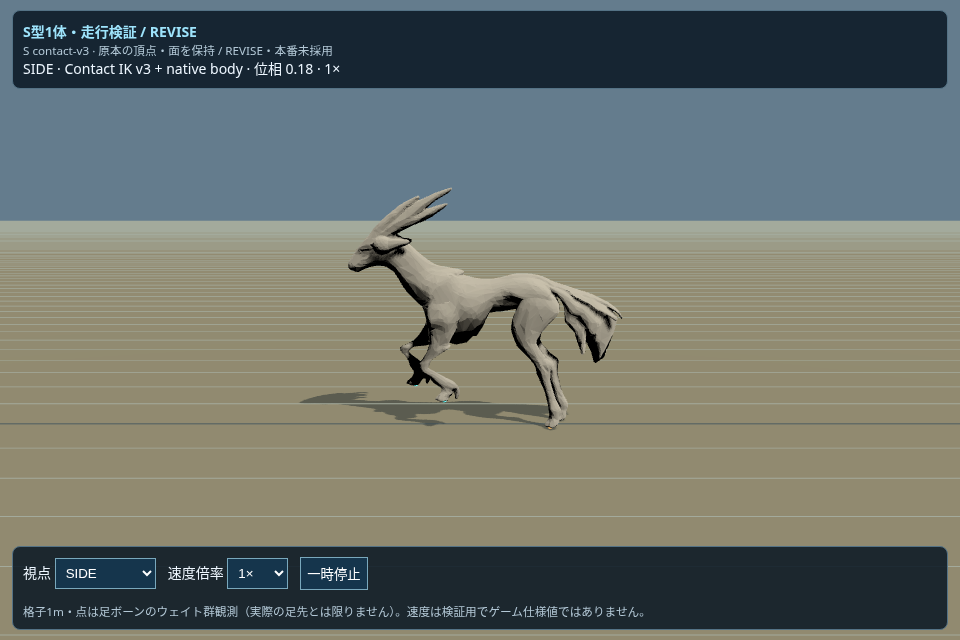 S型1体・走行検証 / REVISE
S contact-v3 · 原本の頂点・面を保持 / REVISE・本番未採用
SIDE · Contact IK v3 + native body · 位相 0.18 · 1×
視点 SIDE 速度倍率 1× 一時停止
格子1m・点は足ボーンのウェイト群観測（実際の足先とは限りません）。速度は検証用でゲーム仕様値ではありません。